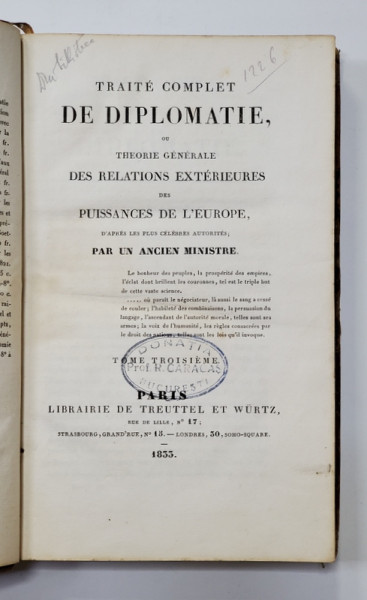 1226
TRAITÉ COMPLET
DE DIPLOMATIE,
OU
THEORIE GÉNÉRALE
DES RELATIONS EXTÉRIEURES
DES
PUISSANCES DE L'EUROPE,
D'APRÈS LES PLUS CÉLÈBRES AUTORITÉS;
PAR UN ANCIEN MINISTRE.
Le bonheur des peuples, la prospérité des empires,
l'éclat dont brillent les couronnes, tel est le triple but
de cette vaste science.
..... où paraît le négociateur, là aussi le sang a cessé
de couler; l'habileté des combinaisons, la persuasion du
langage, l'ascendant de l'autorité morale, telles sont ses
armes; la voix de l'humanité, les règles consacrées par
le droit des nations, telles sont les lois qu'il invoque.
TOME TROISIÈME.
DONATIA
Prof. R. CARACAS
BUCURESTI
PARIS
LIBRAIRIE DE TREUTTEL ET WÜRTZ,
RUE DE LILLE, N° 17;
STRASBOURG, GRAND'RUE, N° 15. — LONDRES, 30, SOHO-SQUARE.
1833.